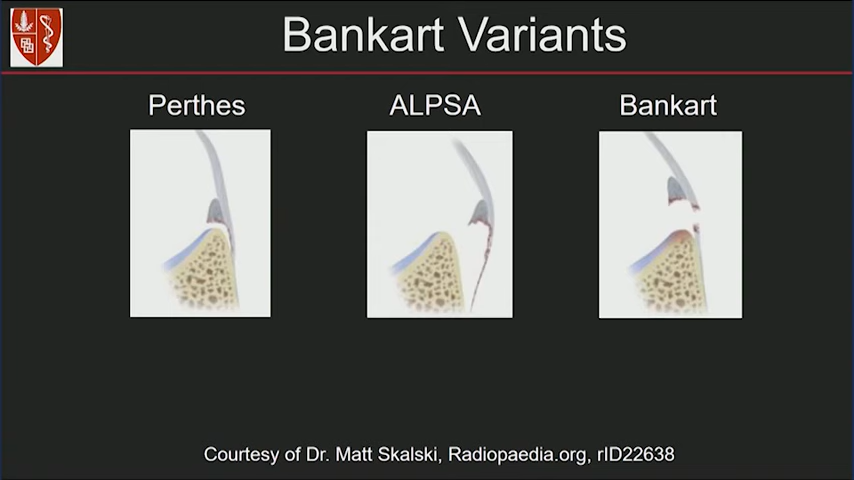 Bankart Variants
Perthes
ALPSA
Bankart
Courtesy of Dr. Matt Skalski, Radiopaedia.org, rID22638